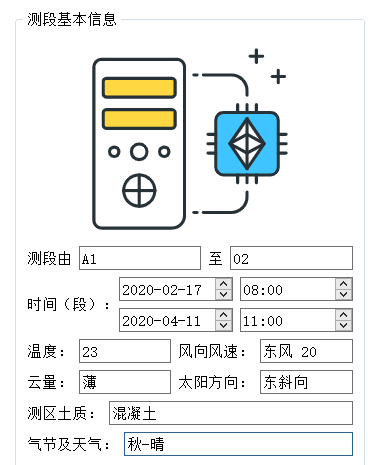 测段基本信息
测段由 A1 至 02
时间（段）： 2020-02-17 08:00
2020-04-11 11:00
温度： 23 风向风速： 东风 20
云量： 薄 太阳方向： 东斜向
测区土质： 混凝土
气节及天气： 秋-晴